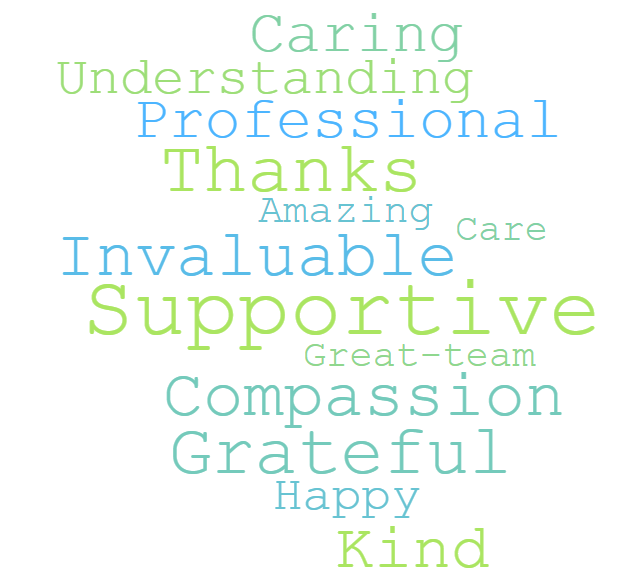 Caring
Understanding
Professional
Thanks
Amazing
Care
Invaluable
Supportive
Great-team
Compassion
Grateful
Happy
Kind